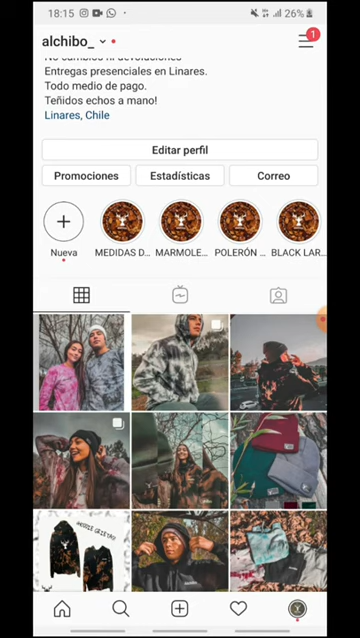 18:15
26%
alchibo_
1
No cambios ni devoluciones
Entregas presenciales en Linares.
Todo medio de pago.
Teñidos echos a mano!
Linares, Chile
Editar perfil
Promociones
Estadísticas
Correo
Nueva
MEDIDAS D...
MARMOLE...
POLERÓN ...
BLACK LAR...